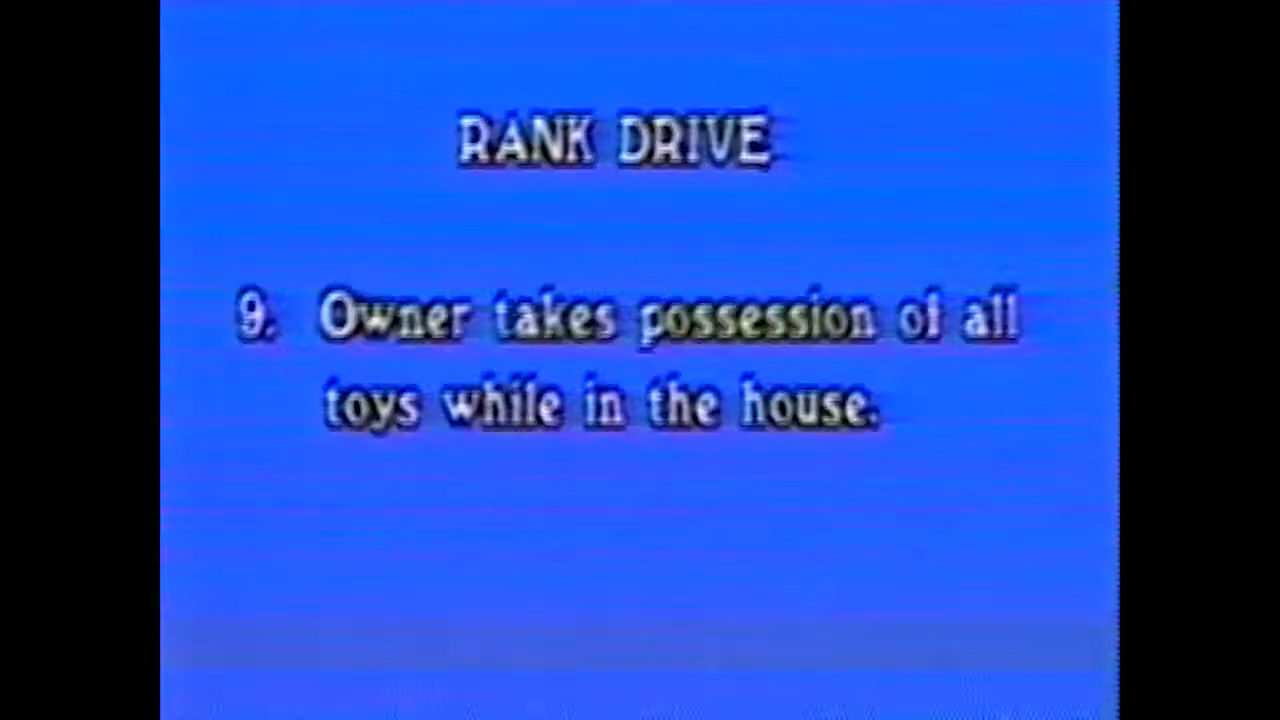 RANK DRIVE
9. Owner takes possession of all
toys while in the house.